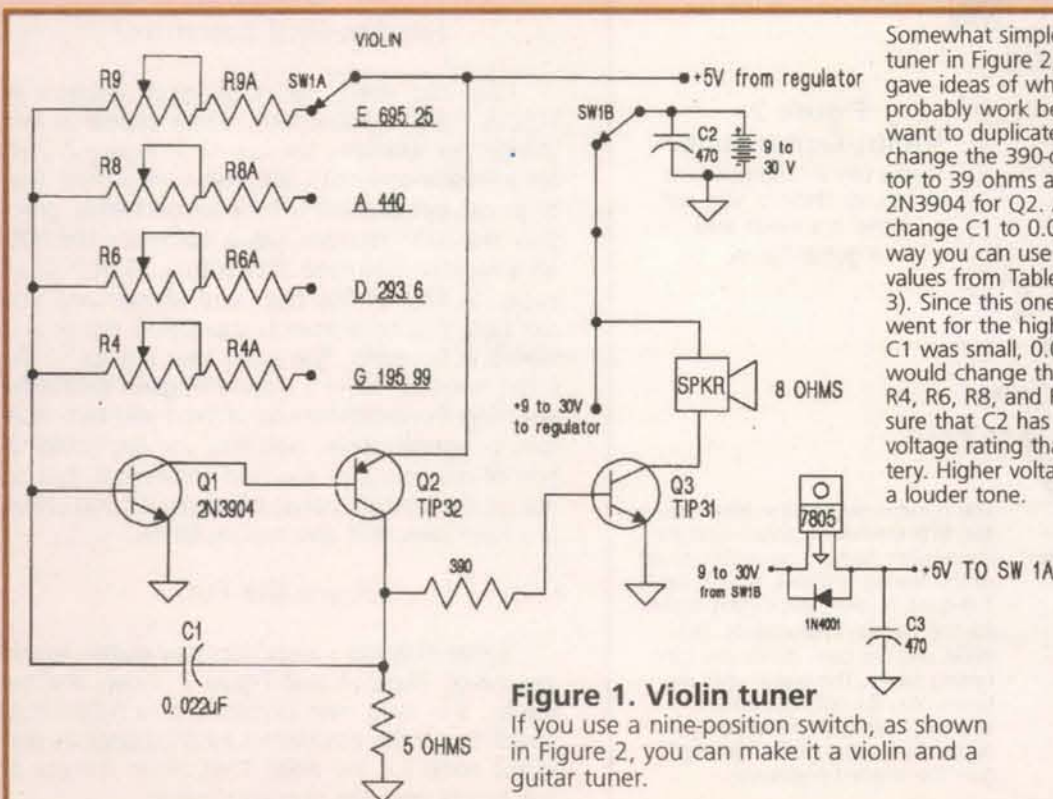 VIOLIN
R9
R9A
SW1A
E 695.25
+5V from regulator
SW1B
C2
470
+
9 to
30 V
R8
R8A
A 440
R6
R6A
D 293.6
R4
R4A
G 195.99
+9 to 30V
to regulator
SPKR
8 OHMS
Q1
2N3904
Q2
TIP32
Q3
TIP31
390
C1
0.022uF
5 OHMS
7805
9 to 30V
from SW1B
+5V TO SW 1A
1N4001
C3
470
Somewhat simple
tuner in Figure 2
gave ideas of wh
probably work be
want to duplicate
change the 390-o
tor to 39 ohms a
2N3904 for Q2.
change C1 to 0.0
way you can use
values from Table
3). Since this one
went for the high
C1 was small, 0.0
would change th
R4, R6, R8, and
sure that C2 has
voltage rating tha
tery. Higher volta
a louder tone.
Figure 1. Violin tuner
If you use a nine-position switch, as shown
in Figure 2, you can make it a violin and a
guitar tuner.